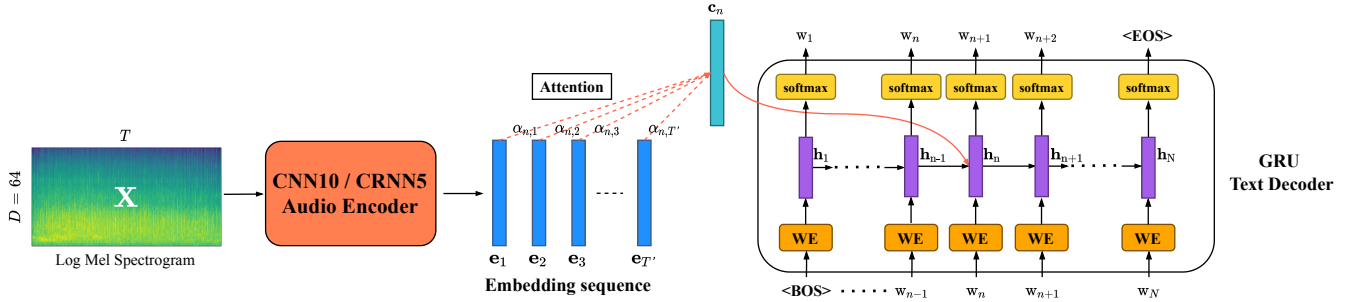 T
D = 64
X
Log Mel Spectrogram
CNN10 / CRNN5
Audio Encoder
Attention
α_{n,1} α_{n,2} α_{n,3} α_{n,T'}
e_1 e_2 e_3 ---- e_{T'}
Embedding sequence
c_n
w_1 w_n w_{n+1} w_{n+2} <EOS>
softmax softmax softmax softmax softmax
h_1 h_{n-1} h_n h_{n+1} h_N
WE WE WE WE WE
<BOS> ...... w_{n-1} w_n w_{n+1} w_N
GRU
Text Decoder